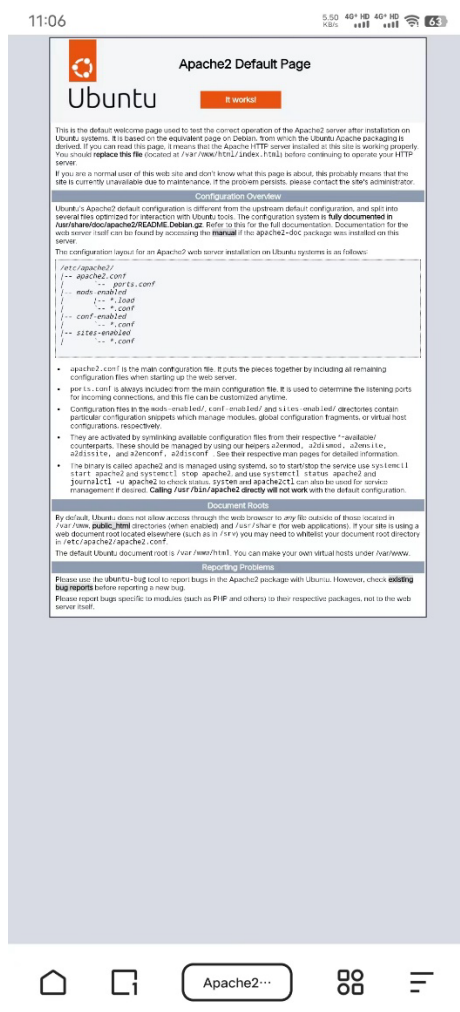 11:06
5.50 KB/s 4G+ HD 4G+ HD 63
Apache2 Default Page
Ubuntu
It works!
This is the default welcome page used to test the correct operation of the Apache2 server after installation on
Ubuntu systems. It is based on the equivalent page on Debian, from which the Ubuntu Apache packaging is
derived. If you can read this page, it means that the Apache HTTP server installed at this site is working properly.
You should replace this file (located at /var/www/html/index.html) before continuing to operate your HTTP
server.
If you are a normal user of this web site and don't know what this page is about, this probably means that the
site is currently unavailable due to maintenance. If the problem persists, please contact the site's administrator.
Configuration Overview
Ubuntu's Apache2 default configuration is different from the upstream default configuration, and split into
several files optimized for interaction with Ubuntu tools. The configuration system is fully documented in
/usr/share/doc/apache2/README.Debian.gz. Refer to this for the full documentation. Documentation for the
web server itself can be found by accessing the manual if the apache2-doc package was installed on this
server.
The configuration layout for an Apache2 web server installation on Ubuntu systems is as follows:
/etc/apache2/
|-- apache2.conf
| `-- ports.conf
|-- mods-enabled
| |-- *.load
| `-- *.conf
|-- conf-enabled
| `-- *.conf
|-- sites-enabled
| `-- *.conf
• apache2.conf is the main configuration file. It puts the pieces together by including all remaining
configuration files when starting up the web server.
• ports.conf is always included from the main configuration file. It is used to determine the listening ports
for incoming connections, and this file can be customized anytime.
• Configuration files in the mods-enabled/, conf-enabled/ and sites-enabled/ directories contain
particular configuration snippets which manage modules, global configuration fragments, or virtual host
configurations, respectively.
• They are activated by symlinking available configuration files from their respective *-available/
counterparts. These should be managed by using our helpers a2enmod, a2dismod, a2ensite,
a2dissite, and a2enconf, a2disconf . See their respective man pages for detailed information.
• The binary is called apache2 and is managed using systemd, so to start/stop the service use systemctl
start apache2 and systemctl stop apache2, and use systemctl status apache2 and
journalctl -u apache2 to check status. system and apache2ctl can also be used for service
management if desired. Calling /usr/bin/apache2 directly will not work with the default configuration.
Document Roots
By default, Ubuntu does not allow access through the web browser to any file outside of those located in
/var/www, public_html directories (when enabled) and /usr/share (for web applications). If your site is using a
web document root located elsewhere (such as in /srv) you may need to whitelist your document root directory
in /etc/apache2/apache2.conf.
The default Ubuntu document root is /var/www/html. You can make your own virtual hosts under /var/www.
Reporting Problems
Please use the ubuntu-bug tool to report bugs in the Apache2 package with Ubuntu. However, check existing
bug reports before reporting a new bug.
Please report bugs specific to modules (such as PHP and others) to their respective packages, not to the web
server itself.
Apache2···